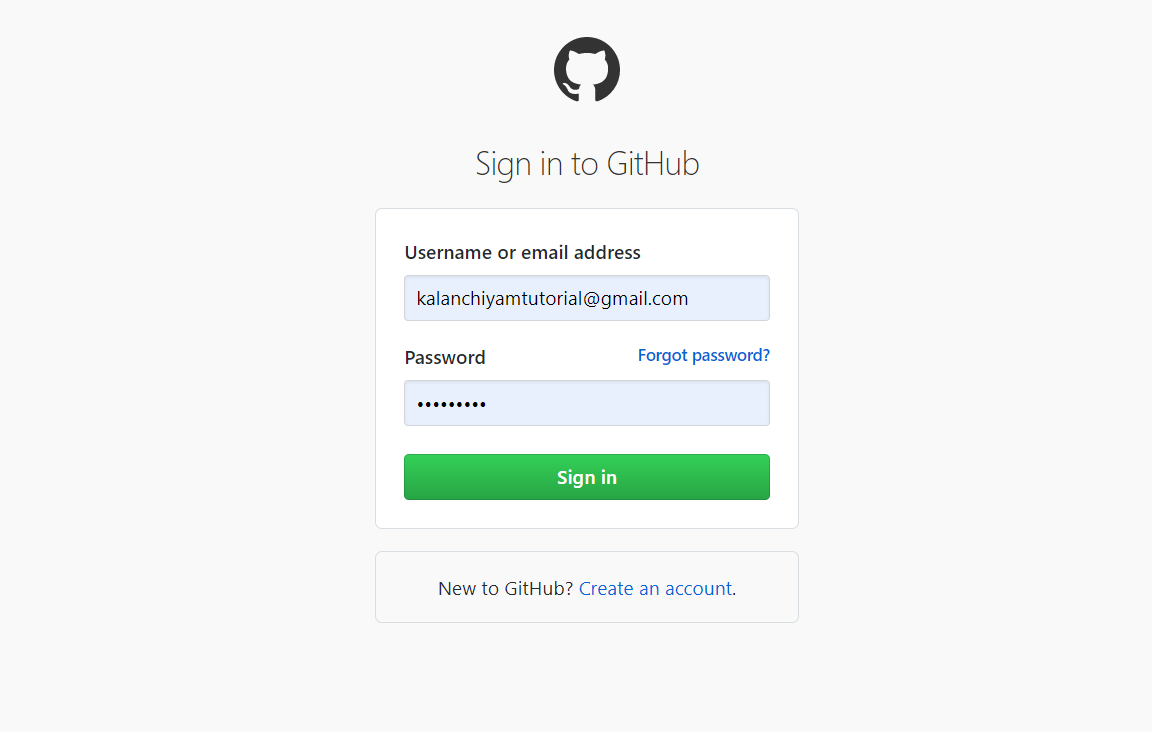 Sign in to GitHub
Username or email address
kalanchiyamtutorial@gmail.com
Password Forgot password?
•••••••••
Sign in
New to GitHub? Create an account.